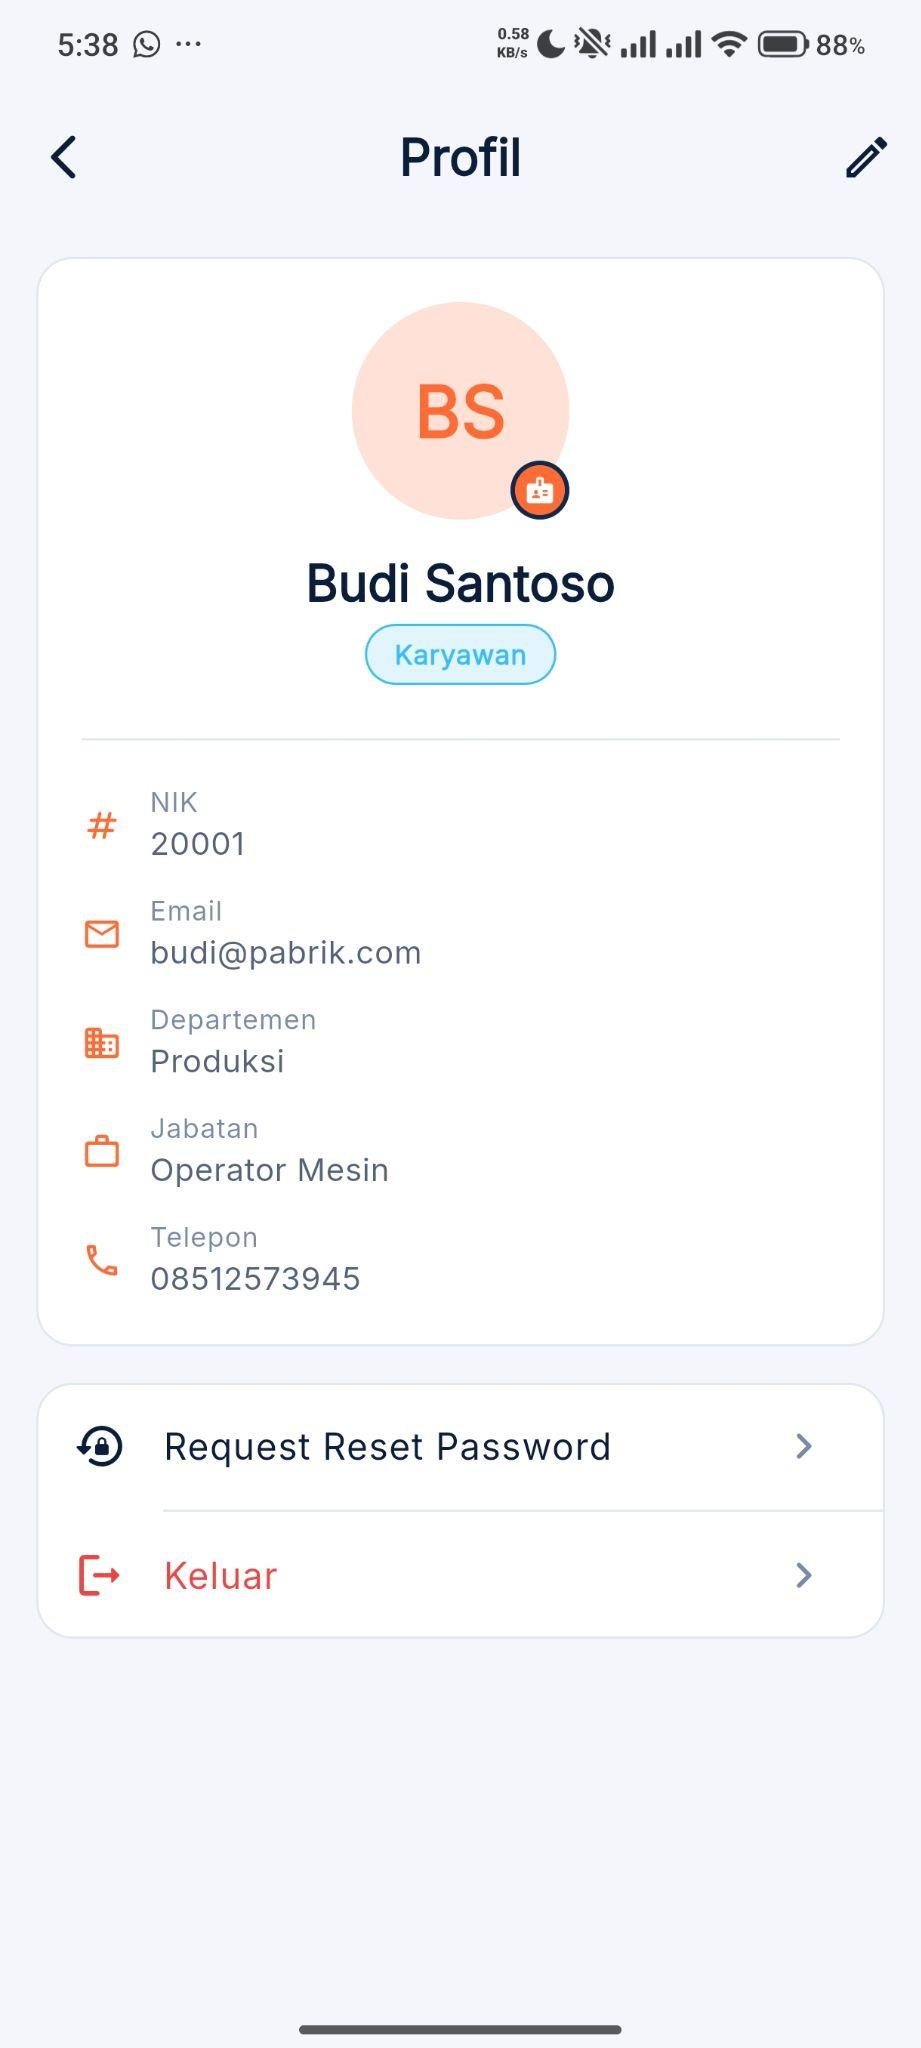 5:38 ... 0.58 KB/s 88%
Profil
BS
Budi Santoso
Karyawan
NIK
20001
Email
budi@pabrik.com
Departemen
Produksi
Jabatan
Operator Mesin
Telepon
08512573945
Request Reset Password
Keluar